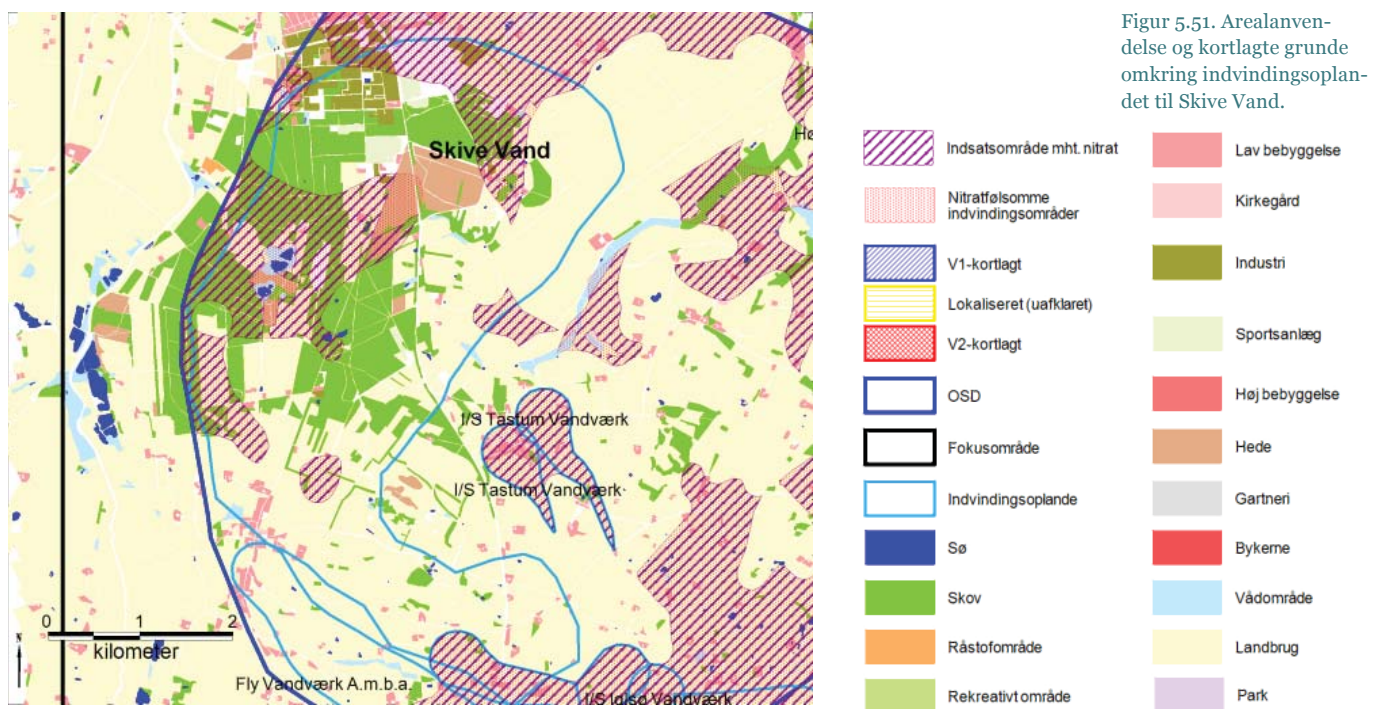 Figur 5.51. Arealanven-
delse og kortlagte grunde
omkring indvindingsoplan-
det til Skive Vand.
Hø
Skive Vand
I/S Tastum Vandværk
I/S Tastum Vandværk
0 1 2
kilometer
N
Fly Vandværk A.m.b.a.
I/S Iglsø Vandværk
Indsatsområde mht. nitrat
Nitratfølsomme
indvindingsområder
V1-kortlagt
Lokaliseret (uafklaret)
V2-kortlagt
OSD
Fokusområde
Indvindingsoplande
Sø
Skov
Råstofområde
Rekreativt område
Lav bebyggelse
Kirkegård
Industri
Sportsanlæg
Høj bebyggelse
Hede
Gartneri
Bykerne
Vådområde
Landbrug
Park